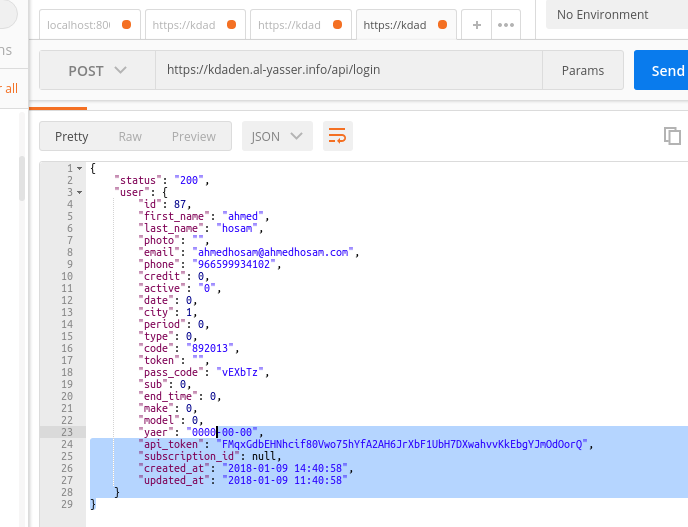 localhost:80(
https://kdad
https://kdad
https://kdad
No Environment
ns
r all
POST
https://kdaden.al-yasser.info/api/login
Params
Send
Pretty
Raw
Preview
JSON
1 {
2 "status": "200",
3 "user": {
4 "id": 87,
5 "first_name": "ahmed",
6 "last_name": "hosam",
7 "photo": "",
8 "email": "ahmedhosam@ahmedhosam.com",
9 "phone": "966599934102",
10 "credit": 0,
11 "active": "0",
12 "date": 0,
13 "city": 1,
14 "period": 0,
15 "type": 0,
16 "code": "892013",
17 "token": "",
18 "pass_code": "vEXbTz",
19 "sub": 0,
20 "end_time": 0,
21 "make": 0,
22 "model": 0,
23 "yaer": "0000-00-00",
24 "api_token": "FMqxGdbEHNhcif80Vwo75hYfA2AH6JrXbF1UbH7DXwahvvKkEbgYJmOdOorQ",
25 "subscription_id": null,
26 "created_at": "2018-01-09 14:40:58",
27 "updated_at": "2018-01-09 11:40:58"
28 }
29 }